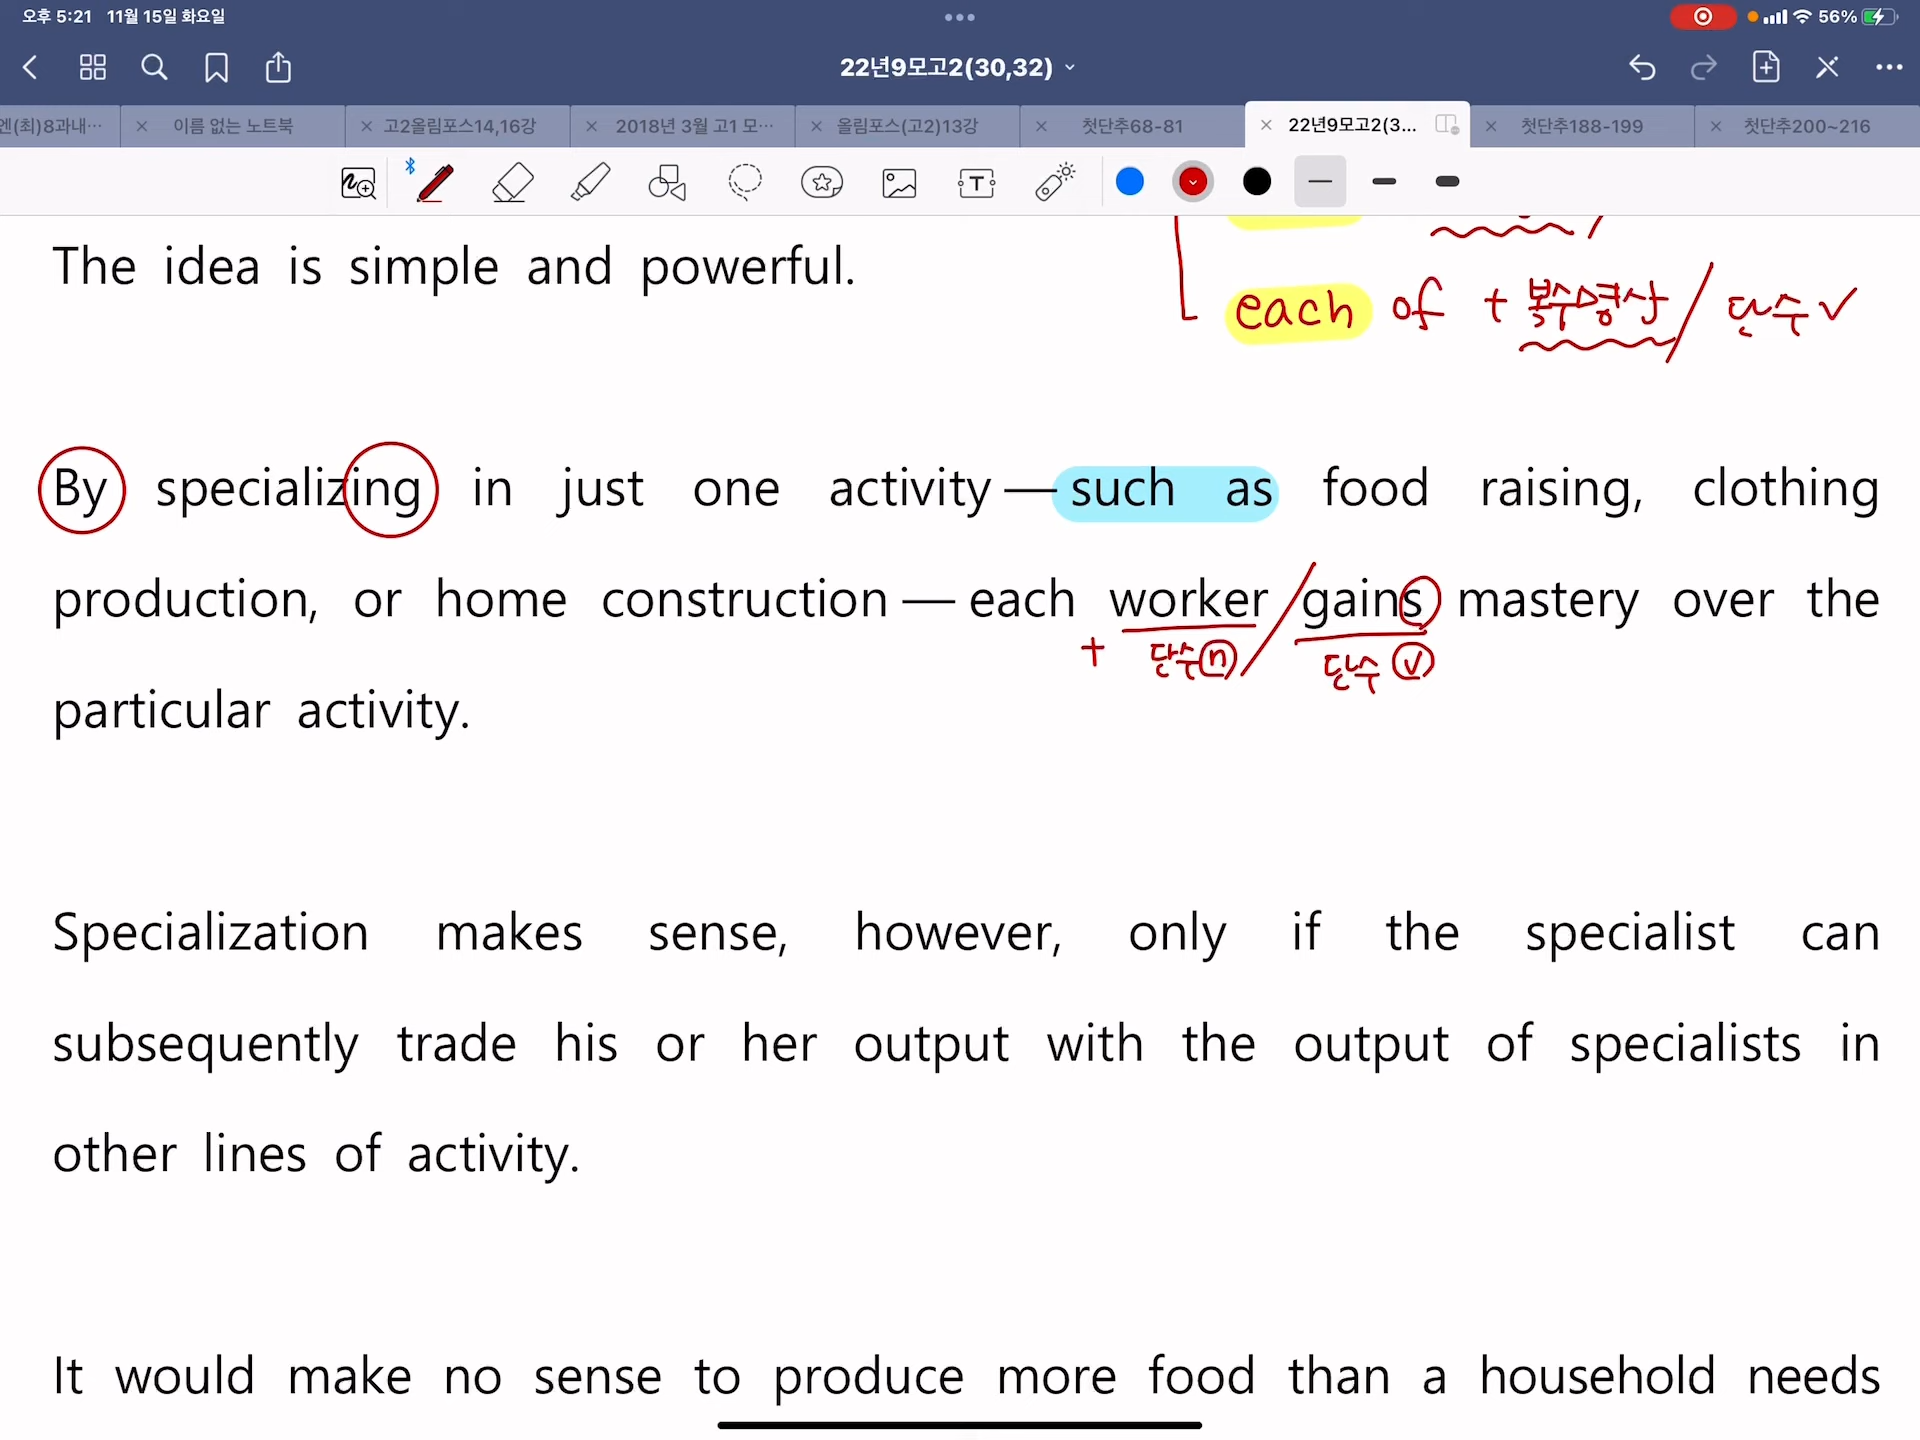 오후 5:21 11월 15일 화요일
56%
22년9모고2(30,32)
엔(최)8과내…
이름 없는 노트북
고2올림포스14,16강
2018년 3월 고1 모…
올림포스(고2)13강
첫단추68-81
22년9모고2(3...
첫단추188-199
첫단추200~216
The idea is simple and powerful.
each of + 복수명사 / 단수 v
By specializing in just one activity — such as food raising, clothing
production, or home construction — each worker / gains mastery over the
+ 단수 n 단수 v
particular activity.
Specialization makes sense, however, only if the specialist can
subsequently trade his or her output with the output of specialists in
other lines of activity.
It would make no sense to produce more food than a household needs